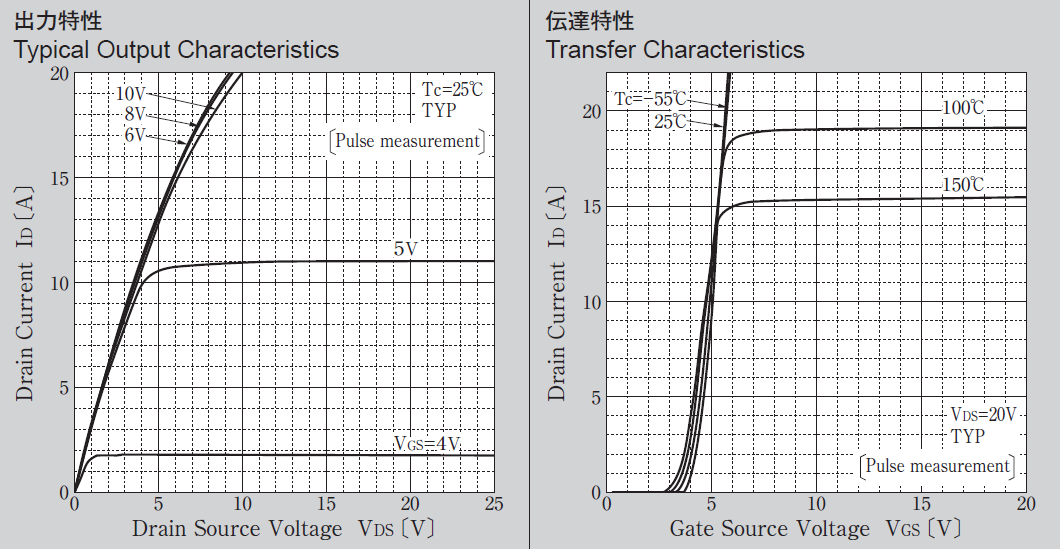 出力特性
Typical Output Characteristics
20
15
10
5
0
0 5 10 15 20 25
Drain Current ID〔A〕
Drain Source Voltage VDS〔V〕
10V
8V
6V
Tc=25℃
TYP
〔Pulse measurement〕
5V
VGS=4V
伝達特性
Transfer Characteristics
20
15
10
5
0
0 5 10 15 20
Drain Current ID〔A〕
Gate Source Voltage VGS〔V〕
Tc=−55℃
25℃
100℃
150℃
VDS=20V
TYP
〔Pulse measurement〕